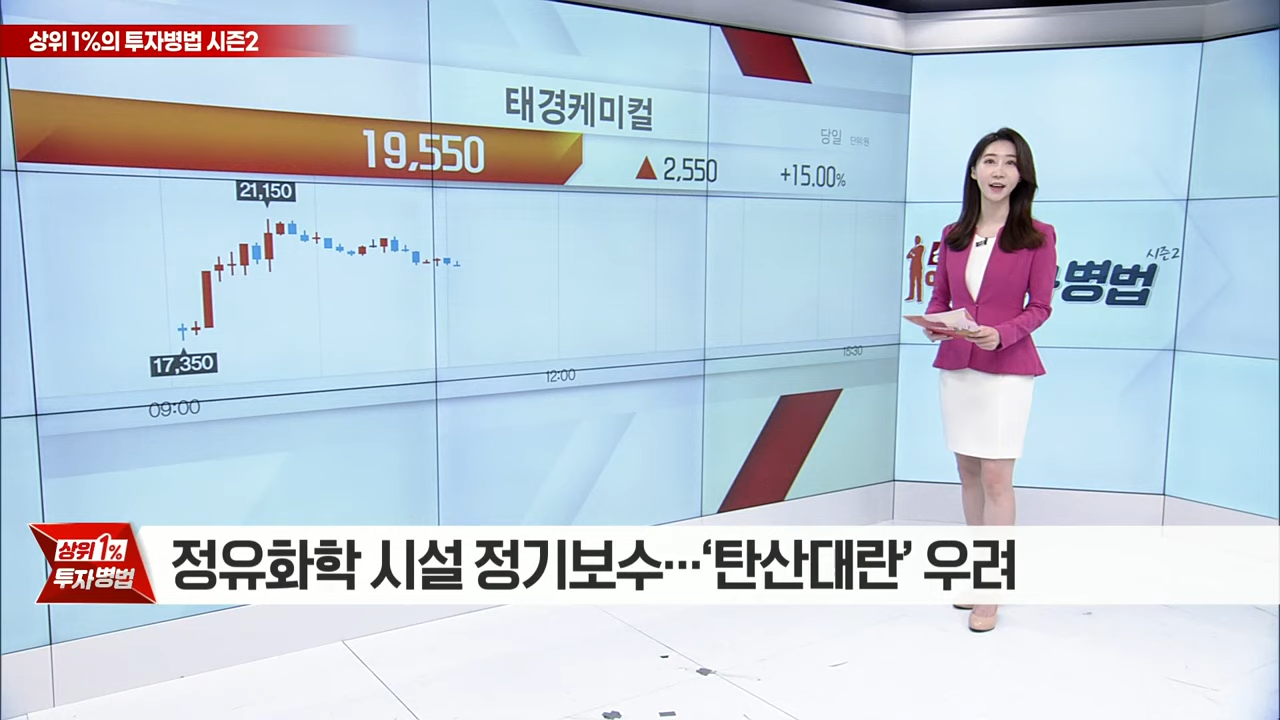 상위 1%의 투자병법 시즌2
태경케미컬
19,550
▲ 2,550
+15.00%
당일 단위:원
21,150
17,350
09:00
12:00
15:30
시즌2
병법
상위 1%
투자병법
정유화학 시설 정기보수…‘탄산대란’ 우려